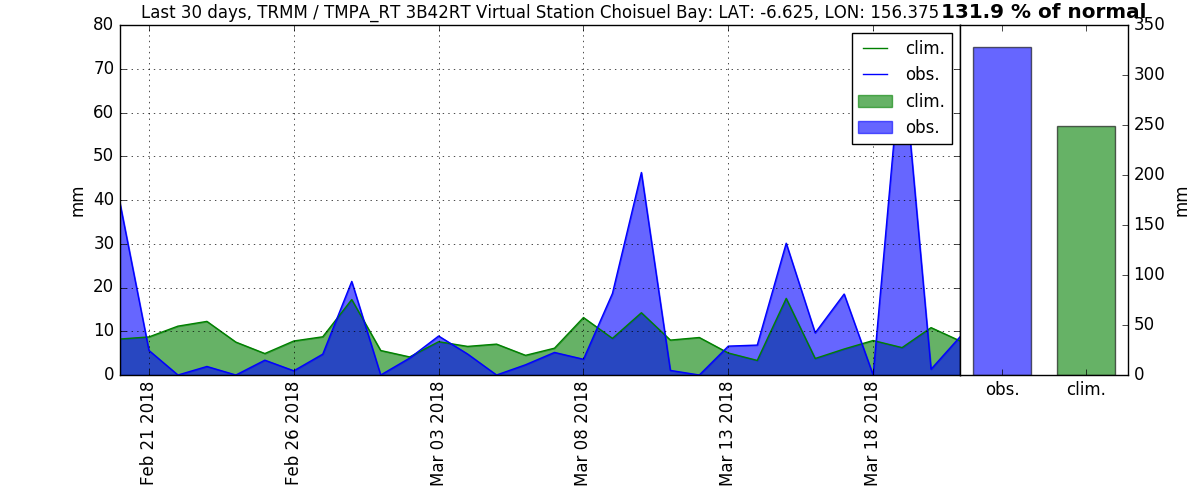 Last 30 days, TRMM / TMPA_RT 3B42RT Virtual Station Choisuel Bay: LAT: -6.625, LON: 156.375
131.9 % of normal
80
70
60
50
40
30
20
10
0
mm
clim.
obs.
clim.
obs.
350
300
250
200
150
100
50
0
mm
obs.
clim.
Feb 21 2018
Feb 26 2018
Mar 03 2018
Mar 08 2018
Mar 13 2018
Mar 18 2018